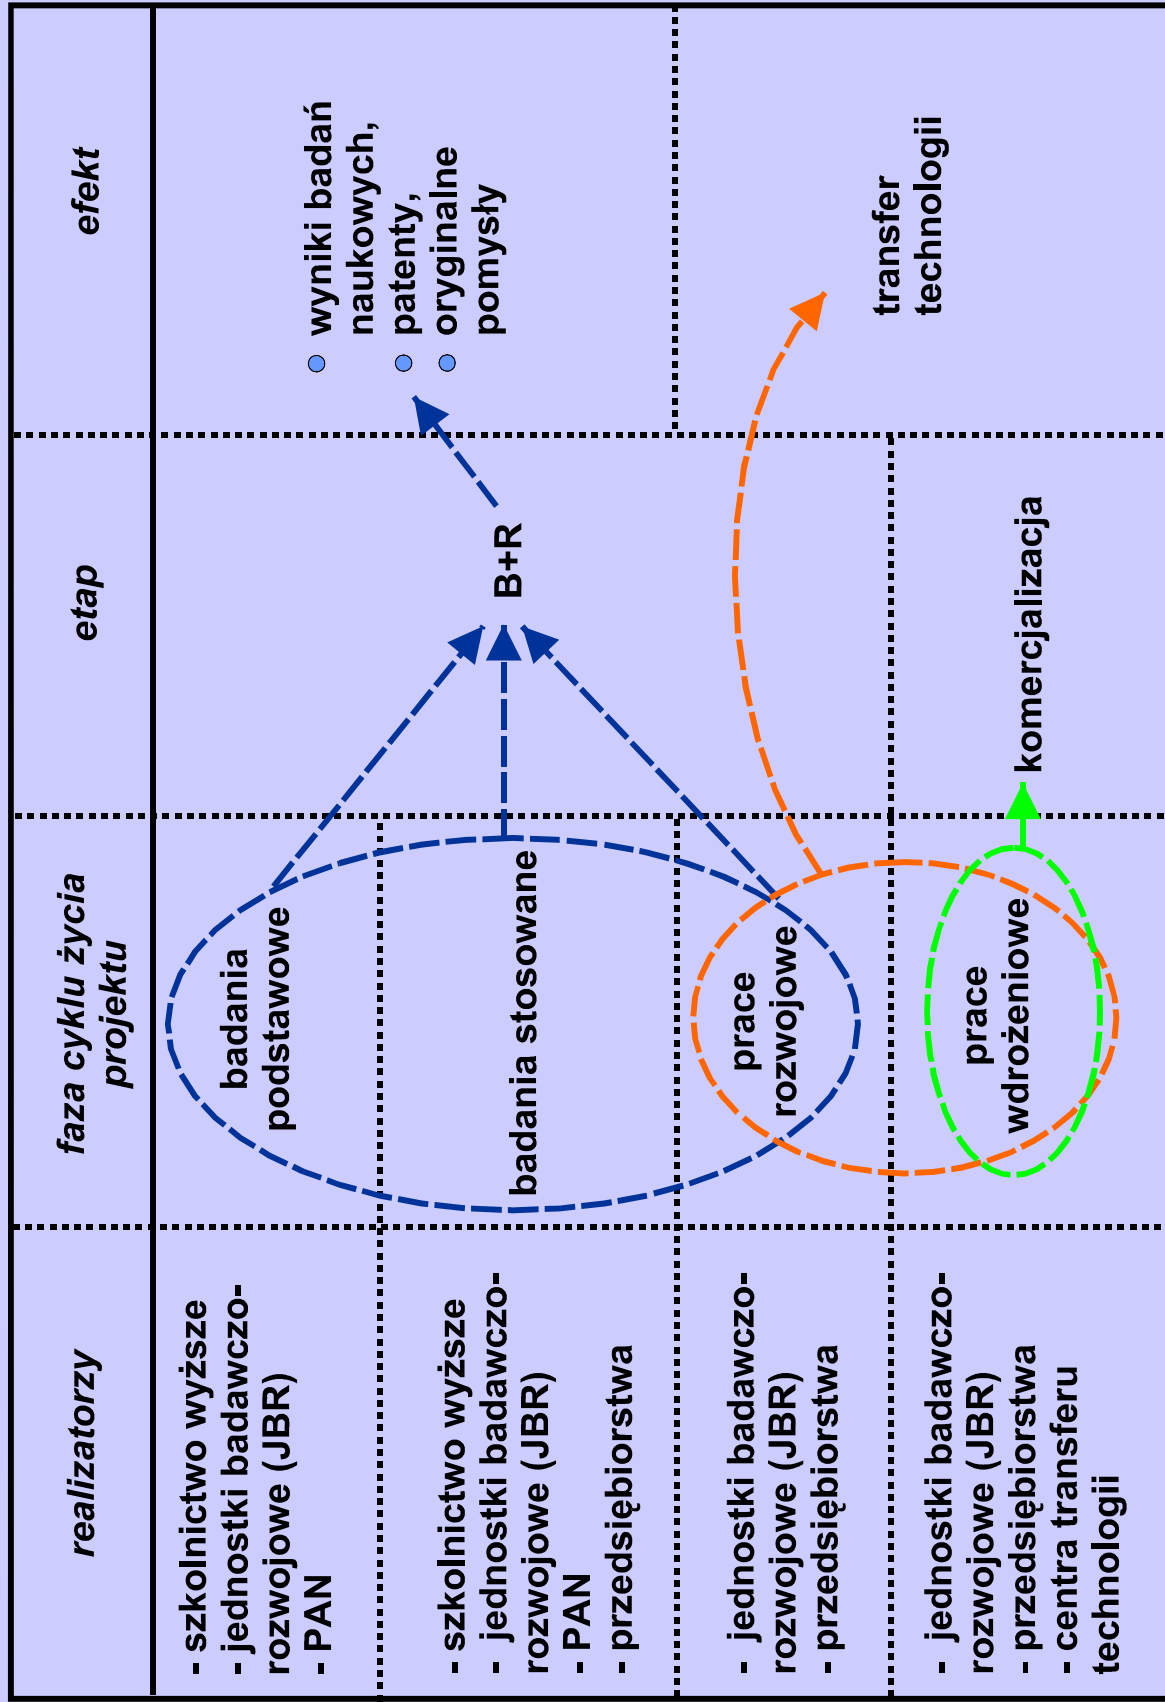 realizatorzy
faza cyklu życia
projektu
etap
efekt
- szkolnictwo wyższe
- jednostki badawczo-
rozwojowe (JBR)
- PAN
badania
podstawowe
- szkolnictwo wyższe
- jednostki badawczo-
rozwojowe (JBR)
- PAN
- przedsiębiorstwa
badania stosowane
B+R
wyniki badań
naukowych,
patenty,
oryginalne
pomysły
- jednostki badawczo-
rozwojowe (JBR)
- przedsiębiorstwa
prace
rozwojowe
transfer
technologii
- jednostki badawczo-
rozwojowe (JBR)
- przedsiębiorstwa
- centra transferu
technologii
prace
wdrożeniowe
komercjalizacja